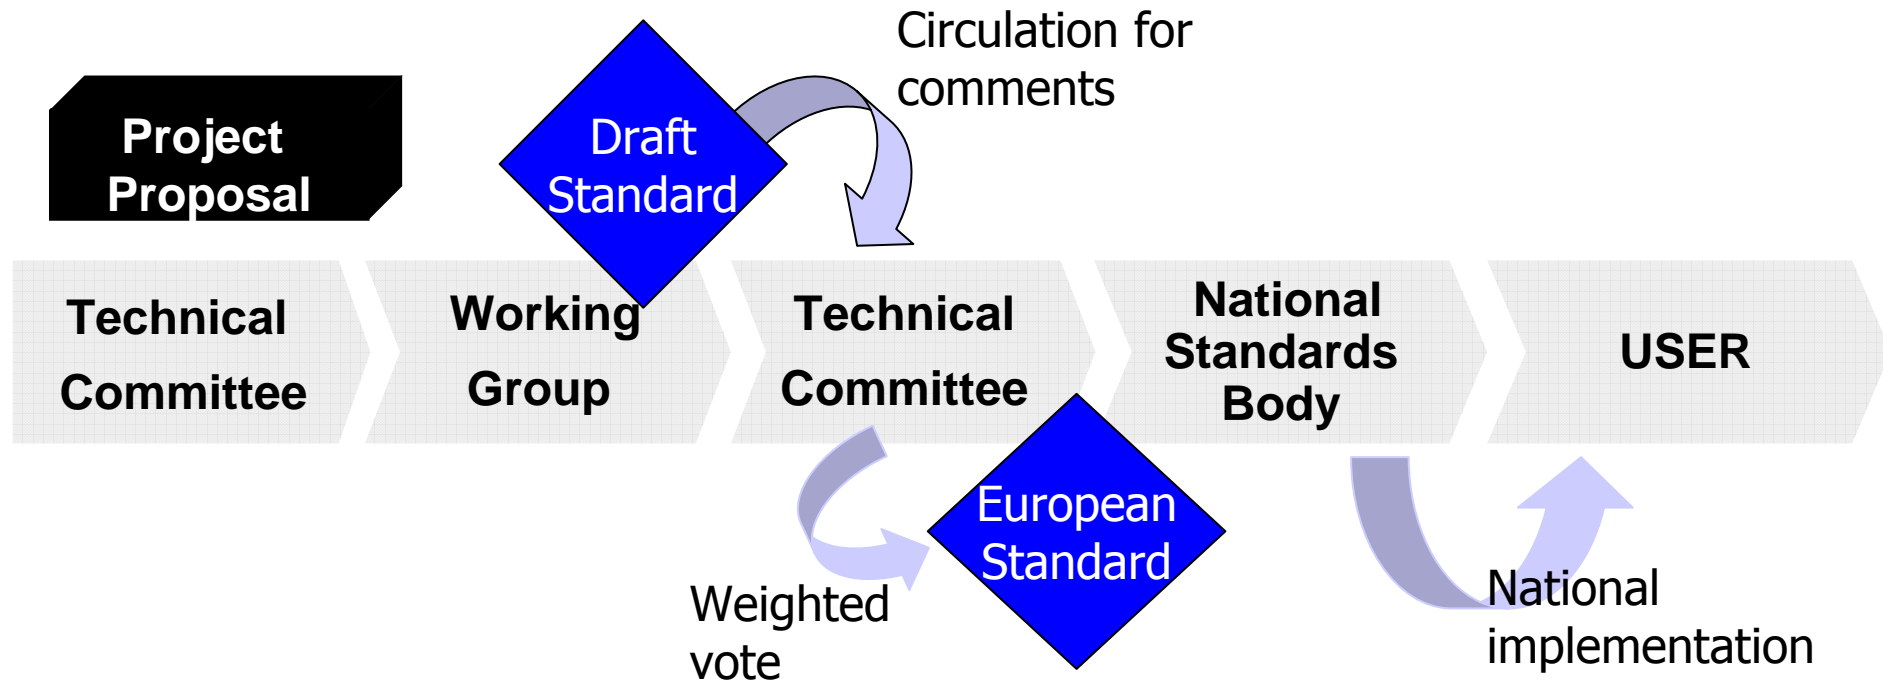 Circulation for
comments
Project
Proposal
Draft
Standard
Technical
Committee
Working
Group
Technical
Committee
National
Standards
Body
USER
European
Standard
Weighted
vote
National
implementation